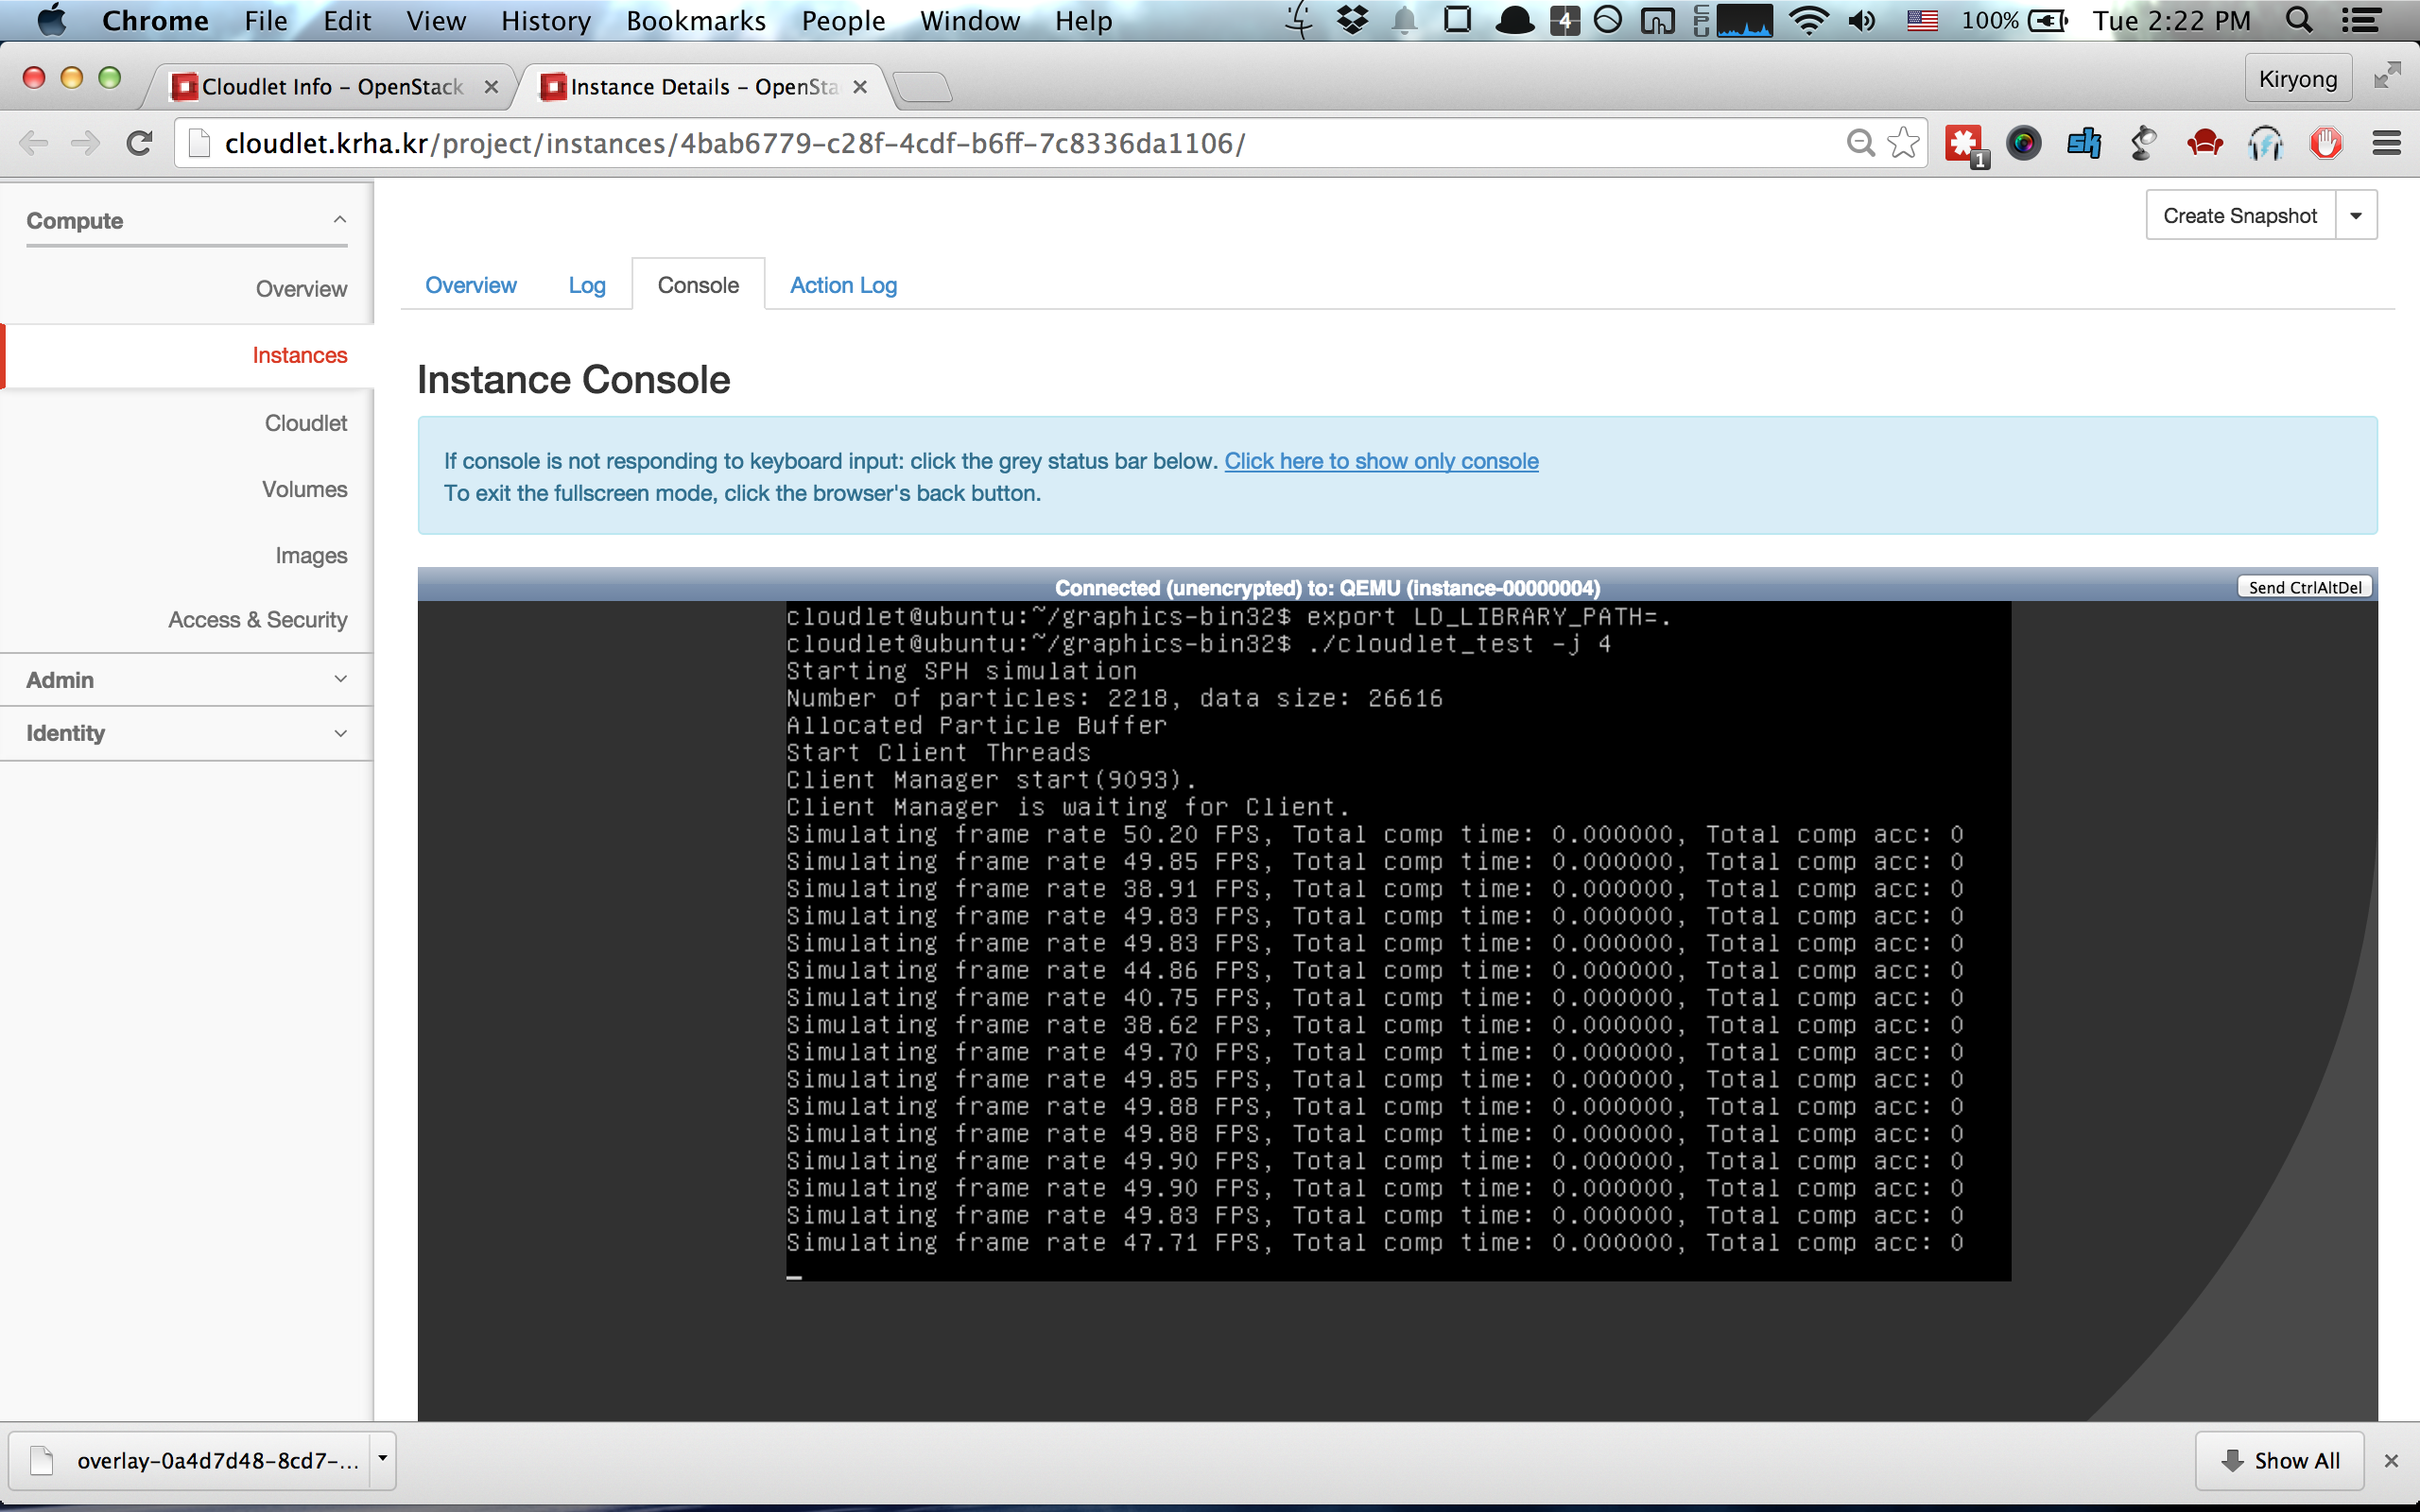 Chrome File Edit View History Bookmarks People Window Help 4 CPU 100% Tue 2:22 PM
Cloudlet Info – OpenStack Instance Details – OpenSta Kiryong
cloudlet.krha.kr/project/instances/4bab6779-c28f-4cdf-b6ff-7c8336da1106/ 1 sk
Compute
Overview
Instances
Cloudlet
Volumes
Images
Access & Security
Admin
Identity
Create Snapshot
Overview Log Console Action Log
Instance Console
If console is not responding to keyboard input: click the grey status bar below. Click here to show only console
To exit the fullscreen mode, click the browser's back button.
Connected (unencrypted) to: QEMU (instance-00000004) Send CtrlAltDel
cloudlet@ubuntu:~/graphics-bin32$ export LD_LIBRARY_PATH=.
cloudlet@ubuntu:~/graphics-bin32$ ./cloudlet_test -j 4
Starting SPH simulation
Number of particles: 2218, data size: 26616
Allocated Particle Buffer
Start Client Threads
Client Manager start(9093).
Client Manager is waiting for Client.
Simulating frame rate 50.20 FPS, Total comp time: 0.000000, Total comp acc: 0
Simulating frame rate 49.85 FPS, Total comp time: 0.000000, Total comp acc: 0
Simulating frame rate 38.91 FPS, Total comp time: 0.000000, Total comp acc: 0
Simulating frame rate 49.83 FPS, Total comp time: 0.000000, Total comp acc: 0
Simulating frame rate 49.83 FPS, Total comp time: 0.000000, Total comp acc: 0
Simulating frame rate 44.86 FPS, Total comp time: 0.000000, Total comp acc: 0
Simulating frame rate 40.75 FPS, Total comp time: 0.000000, Total comp acc: 0
Simulating frame rate 38.62 FPS, Total comp time: 0.000000, Total comp acc: 0
Simulating frame rate 49.70 FPS, Total comp time: 0.000000, Total comp acc: 0
Simulating frame rate 49.85 FPS, Total comp time: 0.000000, Total comp acc: 0
Simulating frame rate 49.88 FPS, Total comp time: 0.000000, Total comp acc: 0
Simulating frame rate 49.88 FPS, Total comp time: 0.000000, Total comp acc: 0
Simulating frame rate 49.90 FPS, Total comp time: 0.000000, Total comp acc: 0
Simulating frame rate 49.90 FPS, Total comp time: 0.000000, Total comp acc: 0
Simulating frame rate 49.83 FPS, Total comp time: 0.000000, Total comp acc: 0
Simulating frame rate 47.71 FPS, Total comp time: 0.000000, Total comp acc: 0
overlay-0a4d7d48-8cd7-... Show All